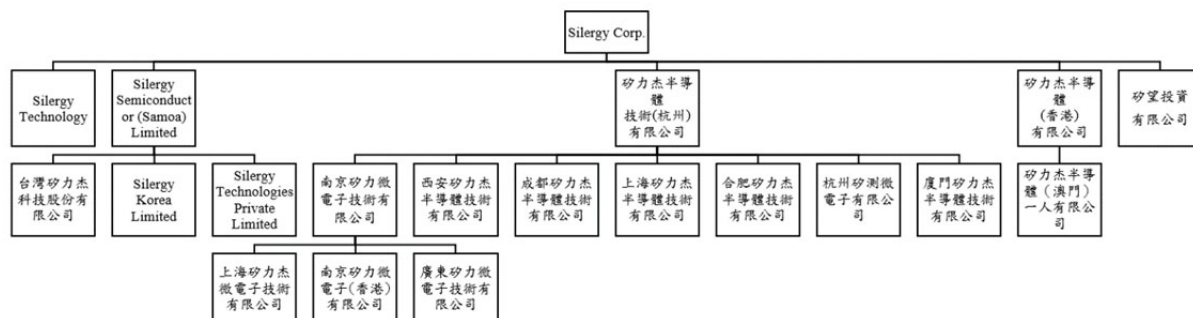 Silergy Corp.
Silergy
Technology
Silergy
Semiconduct
or (Samoa)
Limited
矽力杰半導
體
技術(杭州)
有限公司
矽力杰半導
體
(香港)
有限公司
矽望投資
有限公司
台灣矽力杰
科技股份有
限公司
Silergy
Korea
Limited
Silergy
Technologies
Private
Limited
南京矽力微
電子技術有
限公司
西安矽力杰
半導體技術
有限公司
成都矽力杰
半導體技術
有限公司
上海矽力杰
半導體技術
有限公司
合肥矽力杰
半導體技術
有限公司
杭州矽測微
電子有限公
司
廈門矽力杰
半導體技術
有限公司
矽力杰半導
體（澳門）
一人有限公
司
上海矽力杰
微電子技術
有限公司
南京矽力微
電子(香港)
有限公司
廣東矽力微
電子技術有
限公司